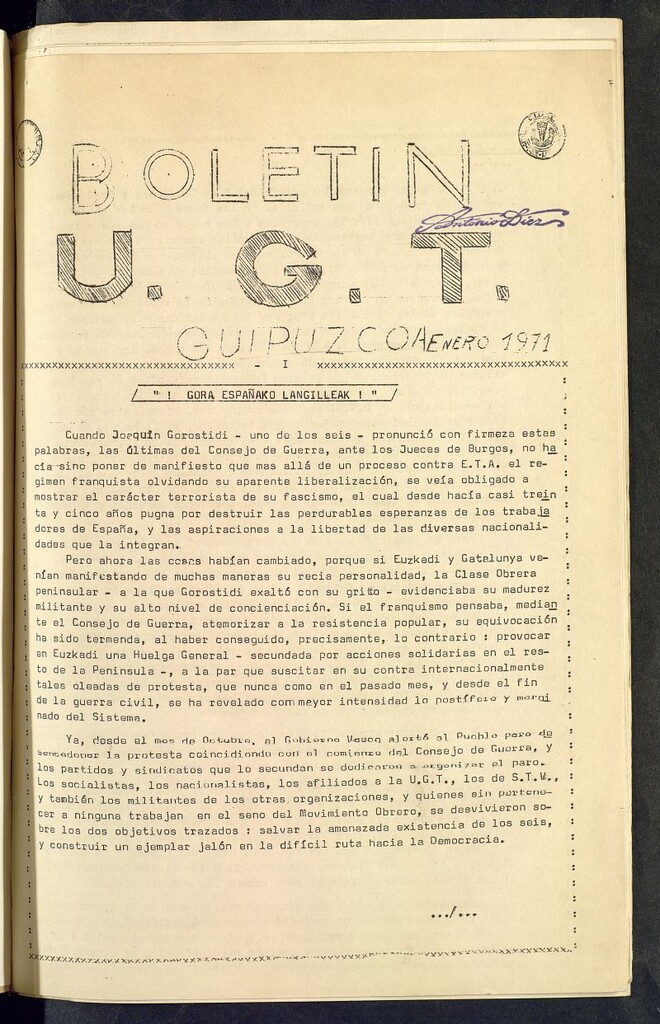 BOLETIN
Antonio Díez
U. G. T.
GUIPUZCOA ENERO 1971
xxxxxxxxxxxxxxxxxxxxxxxxxxxxxxxxx - I xxxxxxxxxxxxxxxxxxxxxxxxxxxxxxxxxxxxxx
/ " ! GORA ESPAÑAKO LANGILLEAK ! " /
Cuando Joaquín Gorostidi - uno de los seis - pronunció con firmeza estas
palabras, las últimas del Consejo de Guerra, ante los Jueces de Burgos, no ha
cía sino poner de manifiesto que mas allá de un proceso contra E.T.A. el re-
gimen franquista olvidando su aparente liberalización, se veía obligado a
mostrar el carácter terrorista de su fascismo, el cual desde hacía casi trein
ta y cinco años pugna por destruir las perdurables esperanzas de los trabaja
dores de España, y las aspiraciones a la libertad de las diversas nacionali-
dades que la integran.
Pero ahora las cosas habían cambiado, porque si Euzkadi y Gatalunya ve-
nían manifestando de muchas maneras su recia personalidad, la Clase Obrera
peninsular - a la que Gorostidi exaltó con su grito - evidenciaba su madurez
militante y su alto nivel de concienciación. Si el franquismo pensaba, median
te el Consejo de Guerra, atemorizar a la resistencia popular, su equivocación
ha sido termenda, al haber conseguido, precisamente, lo contrario : provocar
en Euzkadi una Huelga General - secundada por acciones solidarias en el res-
to de la Peninsula -, a la par que suscitar en su contra internacionalmente
tales oleadas de protesta, que nunca como en el pasado mes, y desde el fin
de la guerra civil, se ha revelado con mayor intensidad lo postífero y margi
nado del Sistema.
Ya, desde el mes de Octubre, el Gobierno Vasco alertó al Pueblo para de
sencadenar la protesta coincidiendo con el comienzo del Consejo de Guerra, y
los partidos y sindicatos que lo secundan se dedicaron a organizar el paro.
Los socialistas, los nacionalistas, los afiliados a la U.G.T., los de S.T.V.,
y también los militantes de los otras organizaciones, y quienes sin pertene-
cer a ninguna trabajan en el seno del Movimiento Obrero, se desvivieron so-
bre los dos objetivos trazados : salvar la amenazada existencia de los seis,
y construir un ejemplar jalón en la difícil ruta hacia la Democracia.
.../...